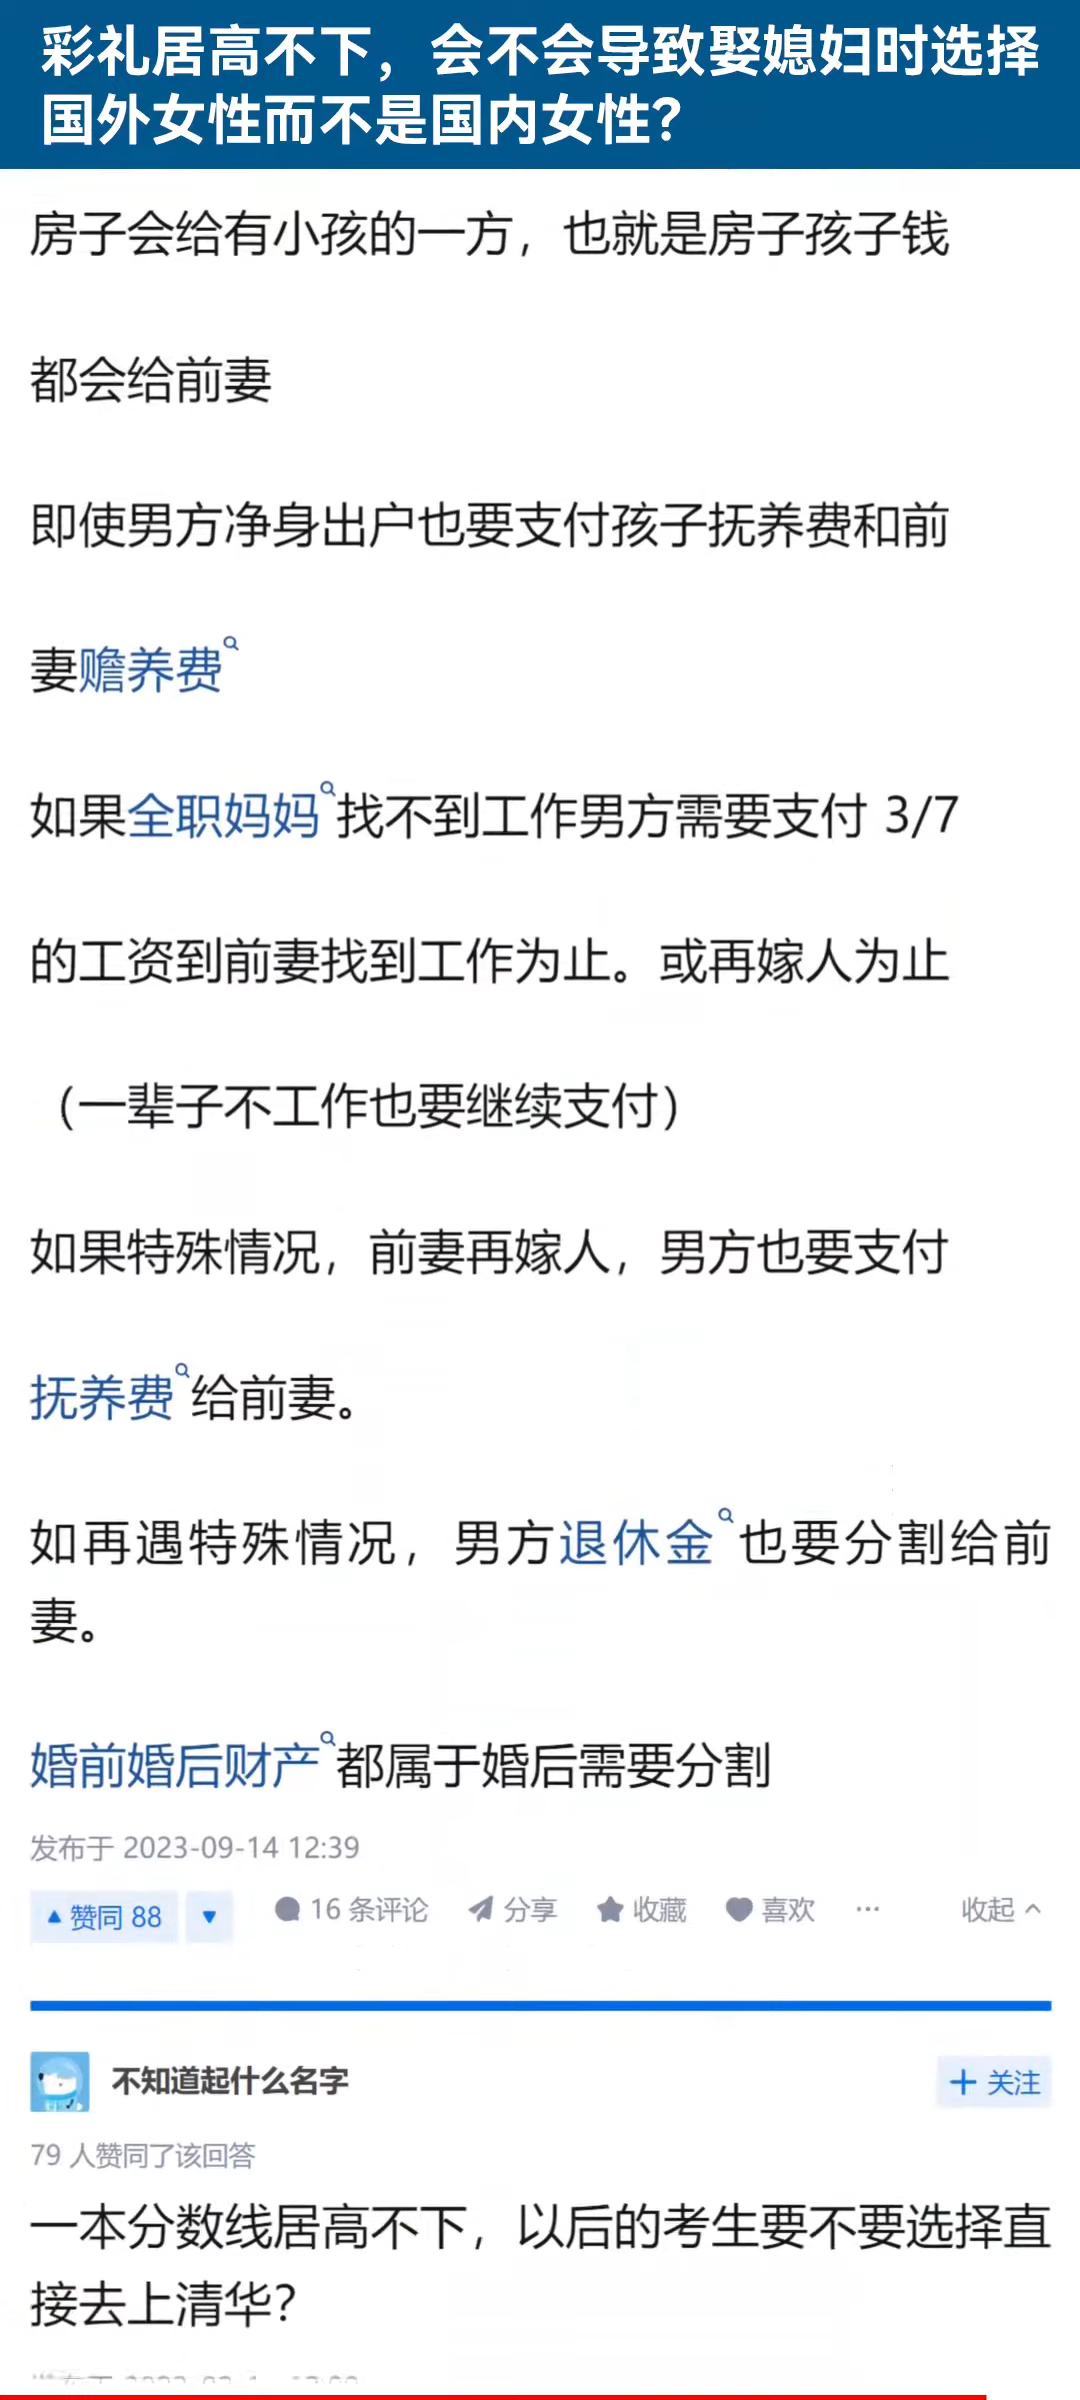 彩礼居高不下，会不会导致娶媳妇时选择
国外女性而不是国内女性？
房子会给有小孩的一方，也就是房子孩子钱
都会给前妻
即使男方净身出户也要支付孩子抚养费和前
妻赡养费
如果全职妈妈找不到工作男方需要支付 3/7
的工资到前妻找到工作为止。或再嫁人为止
（一辈子不工作也要继续支付）
如果特殊情况，前妻再嫁人，男方也要支付
抚养费给前妻。
如再遇特殊情况，男方退休金也要分割给前
妻。
婚前婚后财产都属于婚后需要分割
发布于 2023-09-14 12:39
赞同 88 16 条评论 分享 收藏 喜欢 ··· 收起
不知道起什么名字 + 关注
79 人赞同了该回答
一本分数线居高不下，以后的考生要不要选择直
接去上清华？